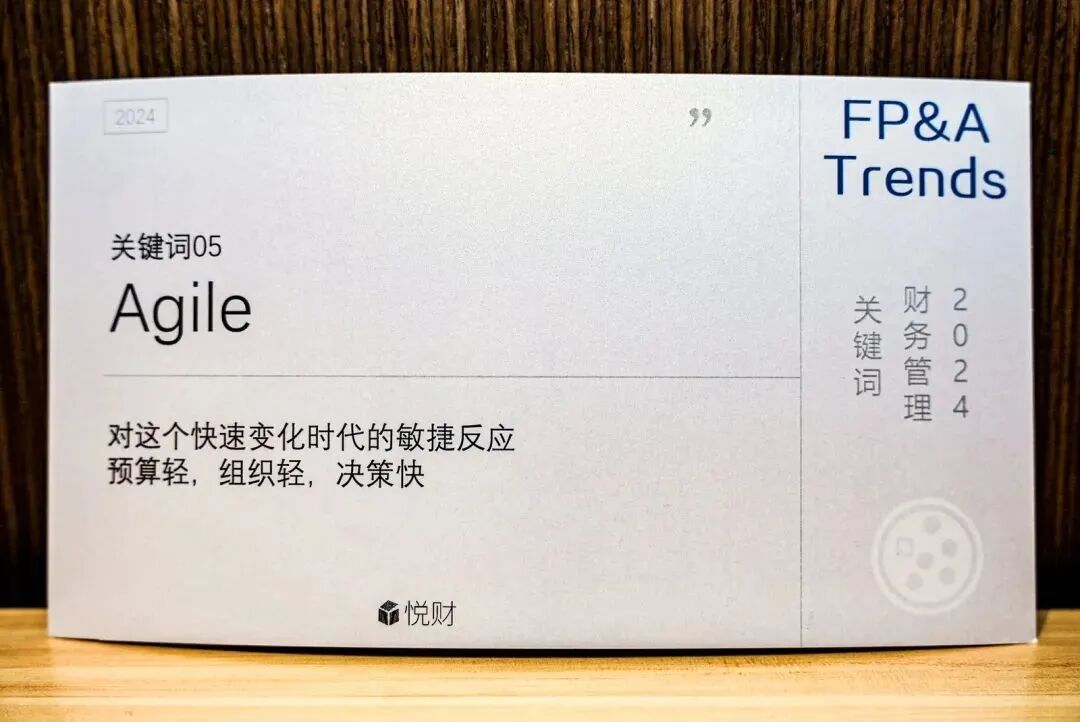 2024
”
关键词05
Agile
对这个快速变化时代的敏捷反应
预算轻，组织轻，决策快
悦财
FP&A
Trends
2024
财务管理
关键词